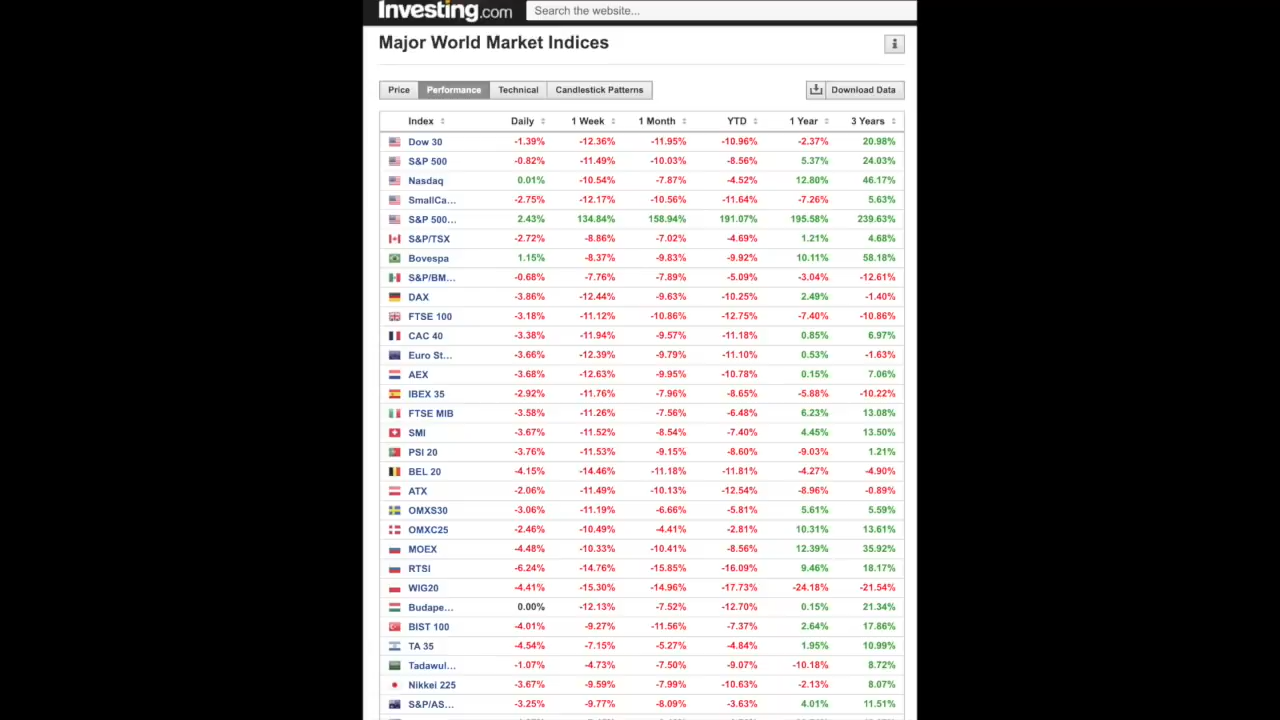 Investing.com Search the website...
Major World Market Indices
Price Performance Technical Candlestick Patterns Download Data
Index Daily 1 Week 1 Month YTD 1 Year 3 Years
Dow 30 -1.39% -12.36% -11.95% -10.96% -2.37% 20.98%
S&P 500 -0.82% -11.49% -10.03% -8.56% 5.37% 24.03%
Nasdaq 0.01% -10.54% -7.87% -4.52% 12.80% 46.17%
SmallCa... -2.75% -12.17% -10.56% -11.64% -7.26% 5.63%
S&P 500... 2.43% 134.84% 158.94% 191.07% 195.58% 239.63%
S&P/TSX -2.72% -8.86% -7.02% -4.69% 1.21% 4.68%
Bovespa 1.15% -8.37% -9.83% -9.92% 10.11% 58.18%
S&P/BM... -0.68% -7.76% -7.89% -5.09% -3.04% -12.61%
DAX -3.86% -12.44% -9.63% -10.25% 2.49% -1.40%
FTSE 100 -3.18% -11.12% -10.86% -12.75% -7.40% -10.86%
CAC 40 -3.38% -11.94% -9.57% -11.18% 0.85% 6.97%
Euro St... -3.66% -12.39% -9.79% -11.10% 0.53% -1.63%
AEX -3.68% -12.63% -9.95% -10.78% 0.15% 7.06%
IBEX 35 -2.92% -11.76% -7.96% -8.65% -5.88% -10.22%
FTSE MIB -3.58% -11.26% -7.56% -6.48% 6.23% 13.08%
SMI -3.67% -11.52% -8.54% -7.40% 4.45% 13.50%
PSI 20 -3.76% -11.53% -9.15% -8.60% -9.03% 1.21%
BEL 20 -4.15% -14.46% -11.18% -11.81% -4.27% -4.90%
ATX -2.06% -11.49% -10.13% -12.54% -8.96% -0.89%
OMXS30 -3.06% -11.19% -6.66% -5.81% 5.61% 5.59%
OMXC25 -2.46% -10.49% -4.41% -2.81% 10.31% 13.61%
MOEX -4.48% -10.33% -10.41% -8.56% 12.39% 35.92%
RTSI -6.24% -14.76% -15.85% -16.09% 9.46% 18.17%
WIG20 -4.41% -15.30% -14.96% -17.73% -24.18% -21.54%
Budape... 0.00% -12.13% -7.52% -12.70% 0.15% 21.34%
BIST 100 -4.01% -9.27% -11.56% -7.37% 2.64% 17.86%
TA 35 -4.54% -7.15% -5.27% -4.84% 1.95% 10.99%
Tadawul... -1.07% -4.73% -7.50% -9.07% -10.18% 8.72%
Nikkei 225 -3.67% -9.59% -7.99% -10.63% -2.13% 8.07%
S&P/AS... -3.25% -9.77% -8.09% -3.63% 4.01% 11.51%